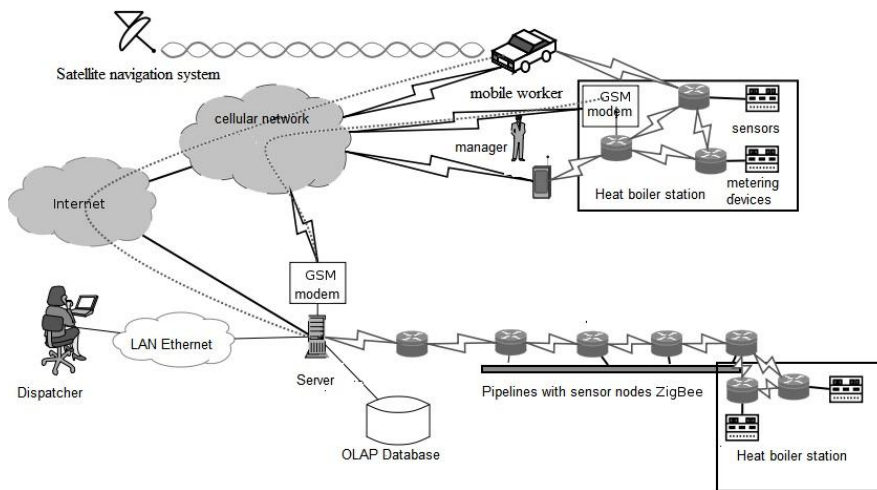 Satellite navigation system
cellular network
mobile worker
GSM
modem
sensors
manager
metering
devices
Heat boiler station
Internet
GSM
modem
LAN Ethernet
Dispatcher
Server
Pipelines with sensor nodes ZigBee
OLAP Database
Heat boiler station